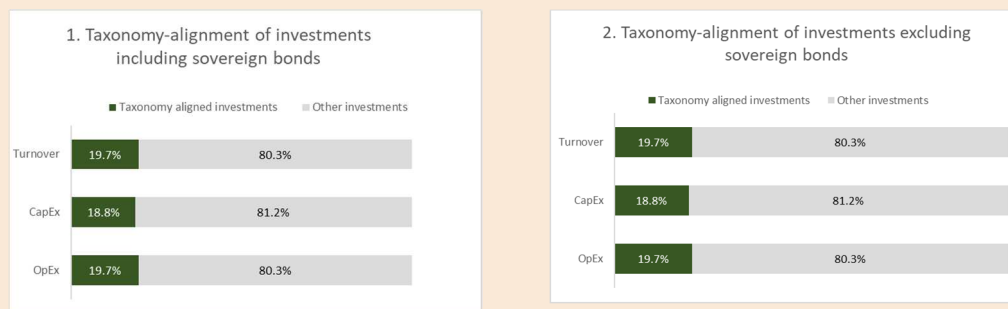 1. Taxonomy-alignment of investments
including sovereign bonds
Taxonomy aligned investments Other investments
Turnover 19.7% 80.3%
CapEx 18.8% 81.2%
OpEx 19.7% 80.3%
2. Taxonomy-alignment of investments excluding
sovereign bonds
Taxonomy aligned investments Other investments
Turnover 19.7% 80.3%
CapEx 18.8% 81.2%
OpEx 19.7% 80.3%